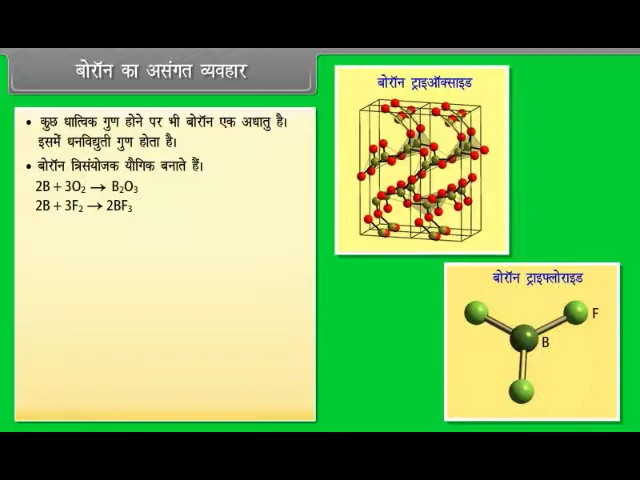 बोरॉन का असंगत व्यवहार
• कुछ धात्विक गुण होने पर भी बोरॉन एक अधातु है।
इसमें धनविद्युती गुण होता है।
• बोरॉन त्रिसंयोजक यौगिक बनाते हैं।
2B + 3O₂ → B₂O₃
2B + 3F₂ → 2BF₃
बोरॉन ट्राइऑक्साइड
बोरॉन ट्राइफ्लोराइड
F
B